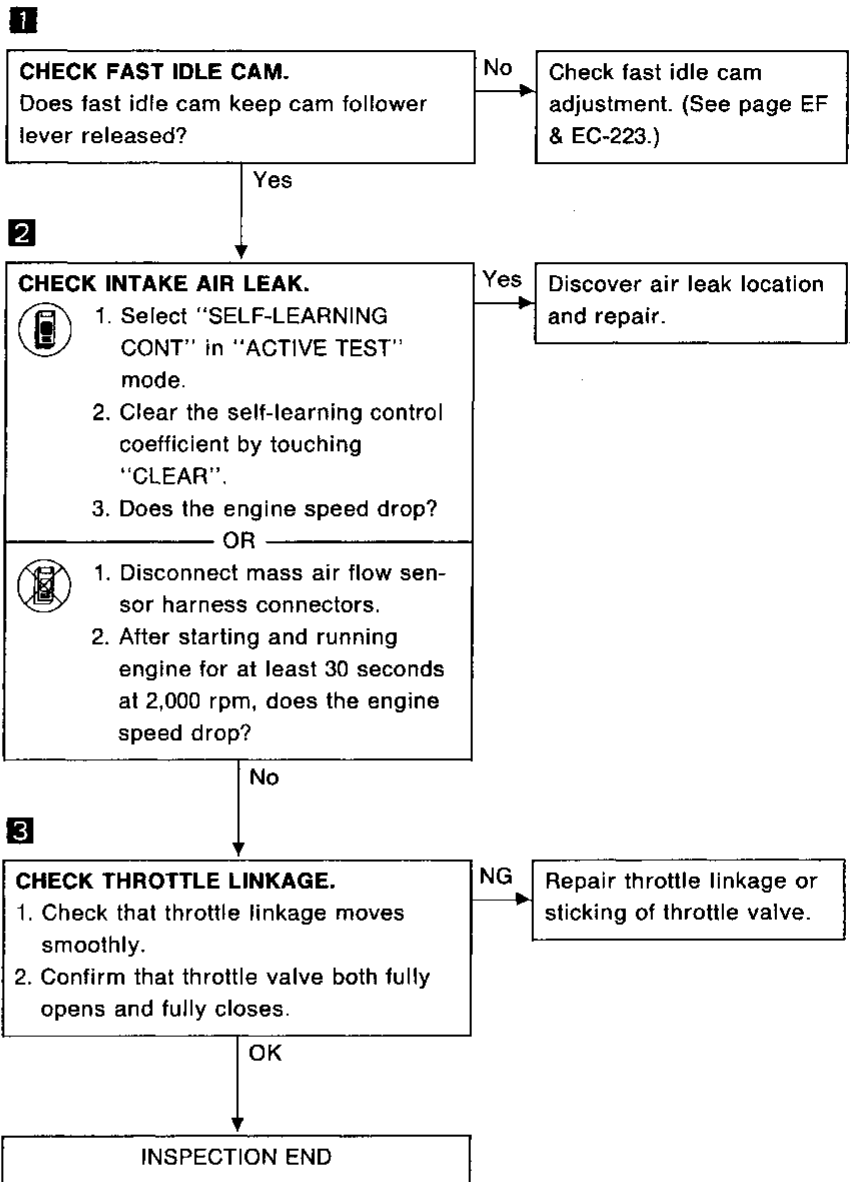 1
CHECK FAST IDLE CAM.
Does fast idle cam keep cam follower
lever released?
No
Check fast idle cam
adjustment. (See page EF
& EC-223.)
Yes
2
CHECK INTAKE AIR LEAK.
1. Select "SELF-LEARNING
CONT" in "ACTIVE TEST"
mode.
2. Clear the self-learning control
coefficient by touching
"CLEAR".
3. Does the engine speed drop?
Yes
Discover air leak location
and repair.
OR
1. Disconnect mass air flow sen-
sor harness connectors.
2. After starting and running
engine for at least 30 seconds
at 2,000 rpm, does the engine
speed drop?
No
3
CHECK THROTTLE LINKAGE.
1. Check that throttle linkage moves
smoothly.
2. Confirm that throttle valve both fully
opens and fully closes.
NG
Repair throttle linkage or
sticking of throttle valve.
OK
INSPECTION END